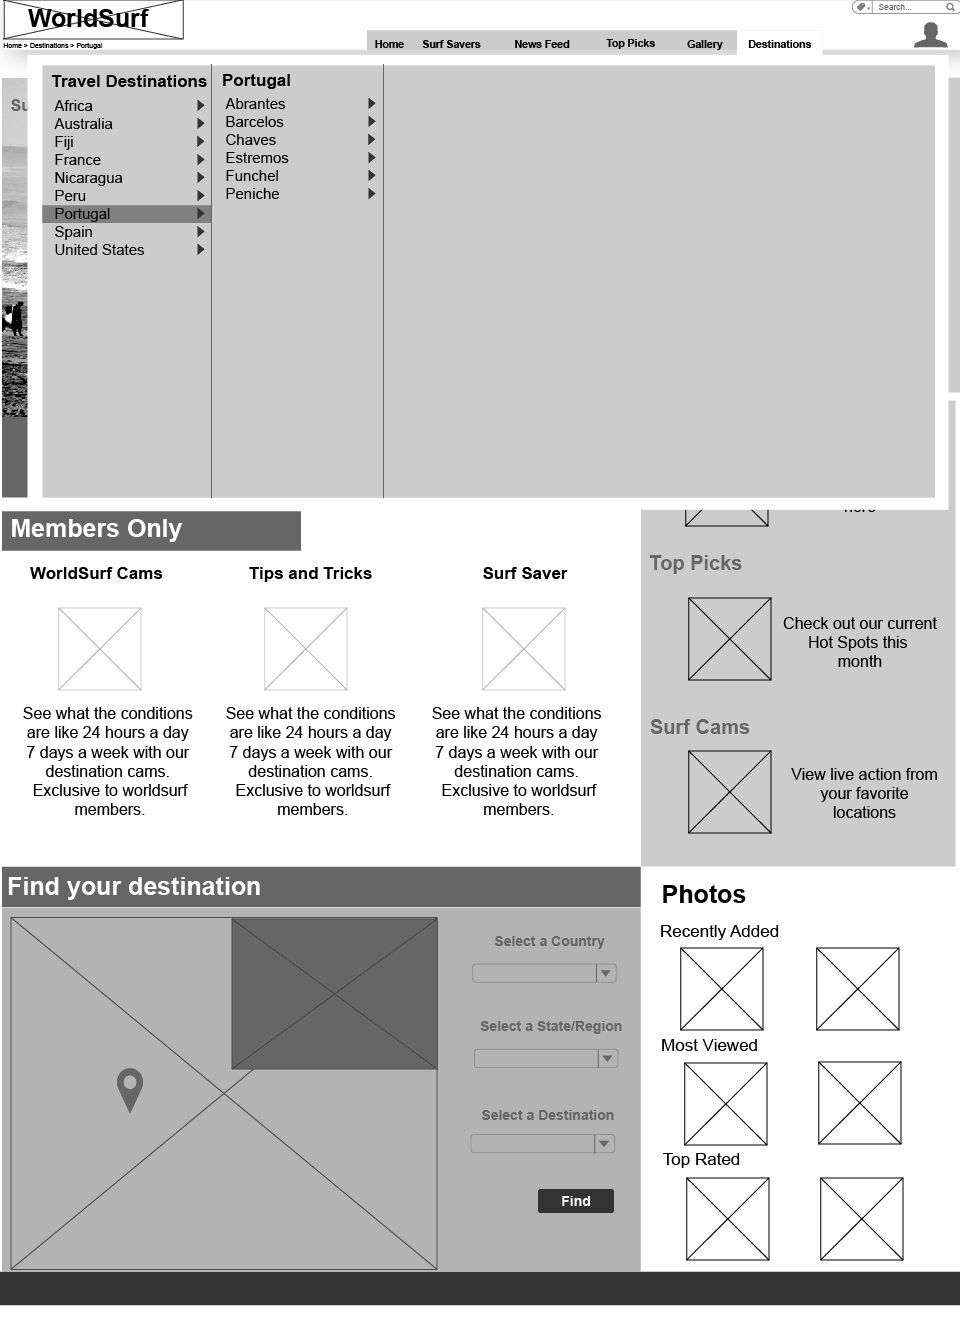 WorldSurf
Search...
Home > Destinations > Portugal
Home
Surf Savers
News Feed
Top Picks
Gallery
Destinations
Su
Travel Destinations
Africa
Australia
Fiji
France
Nicaragua
Peru
Portugal
Spain
United States
Portugal
Abrantes
Barcelos
Chaves
Estremos
Funchel
Peniche
Members Only
WorldSurf Cams
See what the conditions
are like 24 hours a day
7 days a week with our
destination cams.
Exclusive to worldsurf
members.
Tips and Tricks
See what the conditions
are like 24 hours a day
7 days a week with our
destination cams.
Exclusive to worldsurf
members.
Surf Saver
See what the conditions
are like 24 hours a day
7 days a week with our
destination cams.
Exclusive to worldsurf
members.
here
Top Picks
Check out our current
Hot Spots this
month
Surf Cams
View live action from
your favorite
locations
Find your destination
Select a Country
Select a State/Region
Select a Destination
Find
Photos
Recently Added
Most Viewed
Top Rated